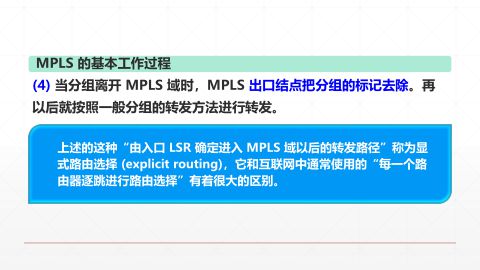 MPLS 的基本工作过程
(4) 当分组离开 MPLS 域时，MPLS 出口结点把分组的标记去除。再
以后就按照一般分组的转发方法进行转发。
上述的这种“由入口 LSR 确定进入 MPLS 域以后的转发路径”称为显
式路由选择 (explicit routing)，它和互联网中通常使用的“每一个路
由器逐跳进行路由选择”有着很大的区别。